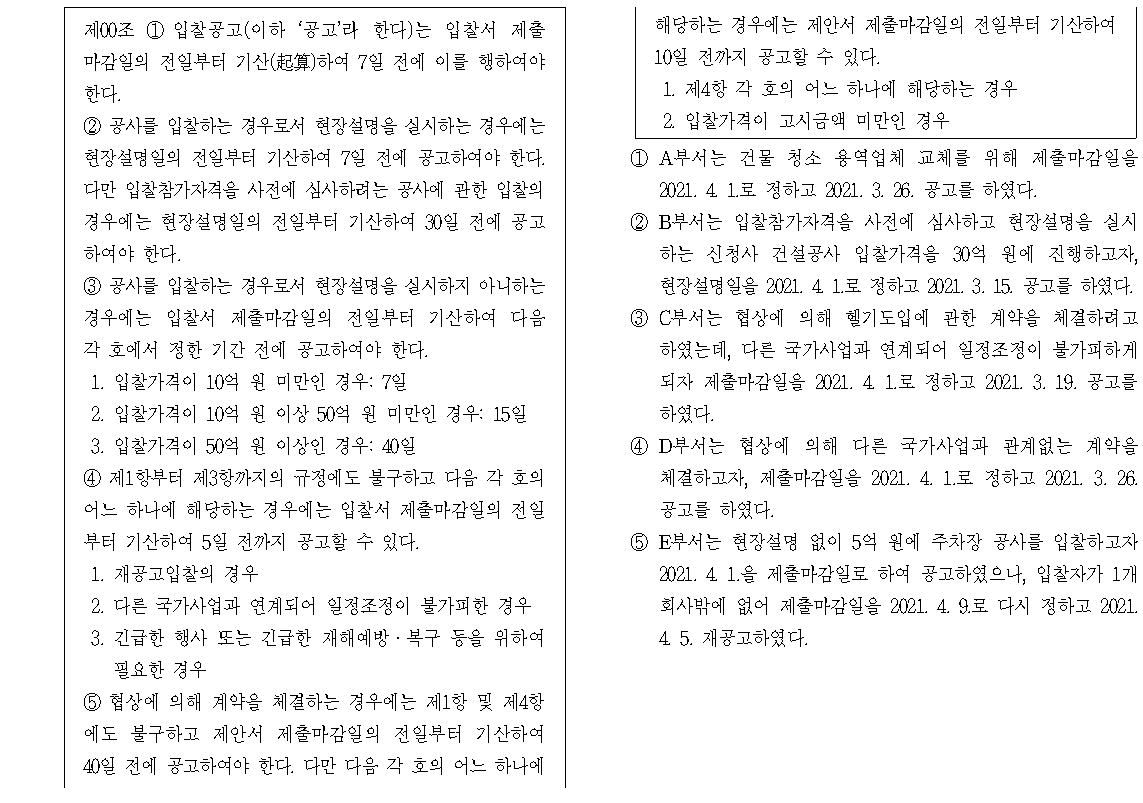 제00조 ① 입찰공고(이하 ‘공고’라 한다)는 입찰서 제출
마감일의 전일부터 기산(起算)하여 7일 전에 이를 행하여야
한다.
② 공사를 입찰하는 경우로서 현장설명을 실시하는 경우에는
현장설명일의 전일부터 기산하여 7일 전에 공고하여야 한다.
다만 입찰참가자격을 사전에 심사하려는 공사에 관한 입찰의
경우에는 현장설명일의 전일부터 기산하여 30일 전에 공고
하여야 한다.
③ 공사를 입찰하는 경우로서 현장설명을 실시하지 아니하는
경우에는 입찰서 제출마감일의 전일부터 기산하여 다음
각 호에서 정한 기간 전에 공고하여야 한다.
1. 입찰가격이 10억 원 미만인 경우: 7일
2. 입찰가격이 10억 원 이상 50억 원 미만인 경우: 15일
3. 입찰가격이 50억 원 이상인 경우: 40일
④ 제1항부터 제3항까지의 규정에도 불구하고 다음 각 호의
어느 하나에 해당하는 경우에는 입찰서 제출마감일의 전일
부터 기산하여 5일 전까지 공고할 수 있다.
1. 재공고입찰의 경우
2. 다른 국가사업과 연계되어 일정조정이 불가피한 경우
3. 긴급한 행사 또는 긴급한 재해예방·복구 등을 위하여
필요한 경우
⑤ 협상에 의해 계약을 체결하는 경우에는 제1항 및 제4항
에도 불구하고 제안서 제출마감일의 전일부터 기산하여
40일 전에 공고하여야 한다. 다만 다음 각 호의 어느 하나에
해당하는 경우에는 제안서 제출마감일의 전일부터 기산하여
10일 전까지 공고할 수 있다.
1. 제4항 각 호의 어느 하나에 해당하는 경우
2. 입찰가격이 고시금액 미만인 경우
① A부서는 건물 청소 용역업체 교체를 위해 제출마감일을
2021. 4. 1.로 정하고 2021. 3. 26. 공고를 하였다.
② B부서는 입찰참가자격을 사전에 심사하고 현장설명을 실시
하는 신청사 건설공사 입찰가격을 30억 원에 진행하고자,
현장설명일을 2021. 4. 1.로 정하고 2021. 3. 15. 공고를 하였다.
③ C부서는 협상에 의해 헬기도입에 관한 계약을 체결하려고
하였는데, 다른 국가사업과 연계되어 일정조정이 불가피하게
되자 제출마감일을 2021. 4. 1.로 정하고 2021. 3. 19. 공고를
하였다.
④ D부서는 협상에 의해 다른 국가사업과 관계없는 계약을
체결하고자, 제출마감일을 2021. 4. 1.로 정하고 2021. 3. 26.
공고를 하였다.
⑤ E부서는 현장설명 없이 5억 원에 주차장 공사를 입찰하고자
2021. 4. 1.을 제출마감일로 하여 공고하였으나, 입찰자가 1개
회사밖에 없어 제출마감일을 2021. 4. 9.로 다시 정하고 2021.
4. 5. 재공고하였다.